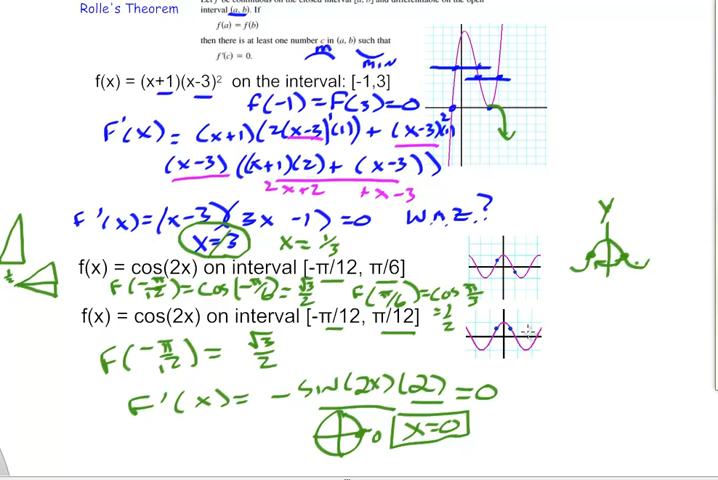 Rolle's Theorem
interval (a, b). If
f(a) = f(b)
then there is at least one number c in (a, b) such that
f'(c) = 0.
m
MIN
f(x) = (x+1)(x-3)² on the interval: [-1,3]
f(-1) = F(3) = 0
F'(x) = (x+1)(2(x-3)'(1)) + (x-3)²(1)
(x-3) ((x+1)(2) + (x-3))
2x+2 +x-3
F'(x) = (x-3)(3x -1) = 0 W.A.Z.?
x=3 x= 1/3
Y
f(x) = cos(2x) on interval [-π/12, π/6]
F(-π/12) = cos(-π/6) = √3/2 F(π/6) = cos π/3
= 1/2
f(x) = cos(2x) on interval [-π/12, π/12]
F(-π/12) = √3/2
F'(x) = -sin(2x)(2) = 0
0 x=0